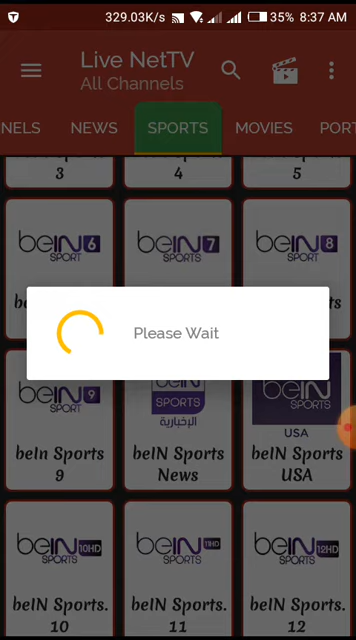 329.03K/s 35% 8:37 AM
Live NetTV
All Channels
NELS NEWS SPORTS MOVIES PORT
3 4 5
beIN SPORT 6 beIN SPORTS 7 beIN SPORTS 8
be
Please Wait
beIN SPORT 9 beIN SPORTS الإخبارية beIN SPORTS USA
beIn Sports 9
beIN Sports News
beIN Sports USA
beIN SPORTS 10HD beIN SPORTS 11HD beIN SPORTS 12HD
beIN Sports. 10
beIN Sports. 11
beIN Sports. 12